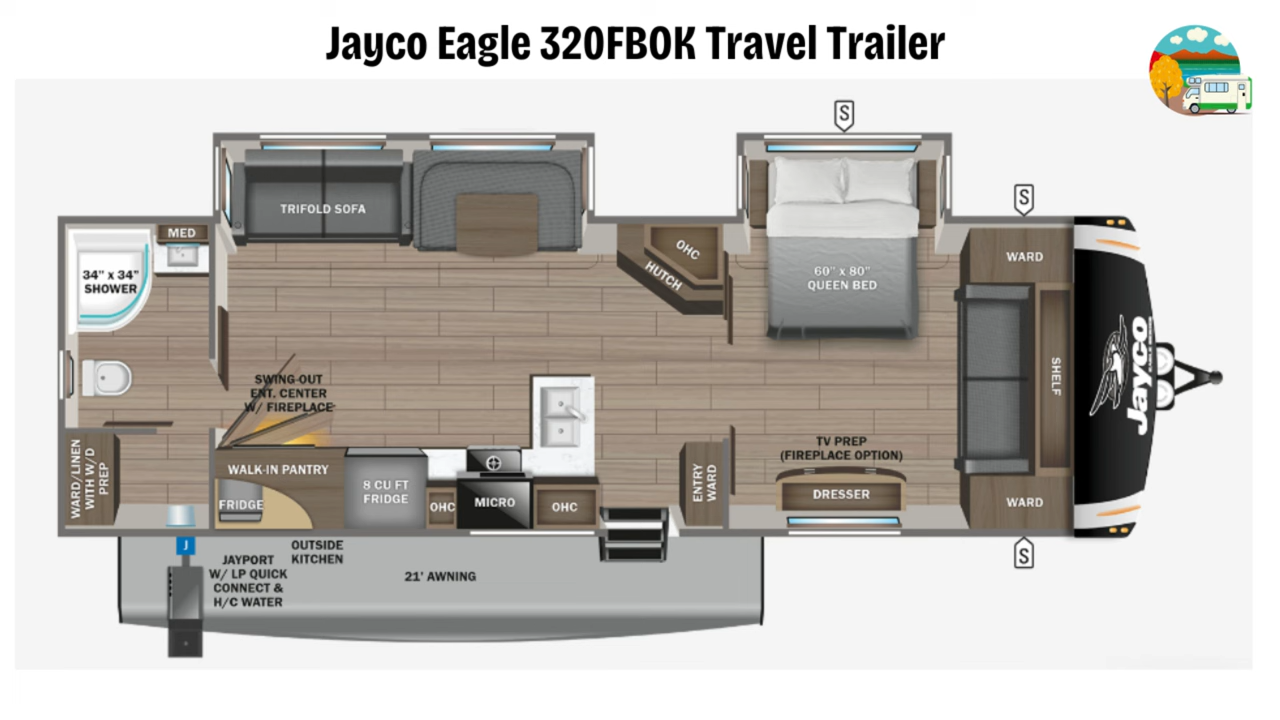 Jayco Eagle 320FBOK Travel Trailer
S
S
TRIFOLD SOFA
MED
34" x 34"
SHOWER
OHC
HUTCH
60" x 80"
QUEEN BED
WARD
SHELF
Jayco
SWING-OUT
ENT. CENTER
W/ FIREPLACE
WARD/LINEN
WITH W/D
PREP
WALK-IN PANTRY
FRIDGE
8 CU FT
FRIDGE
OHC
MICRO
OHC
ENTRY
WARD
TV PREP
(FIREPLACE OPTION)
DRESSER
WARD
S
J
OUTSIDE
KITCHEN
JAYPORT
W/ LP QUICK
CONNECT &
H/C WATER
21' AWNING